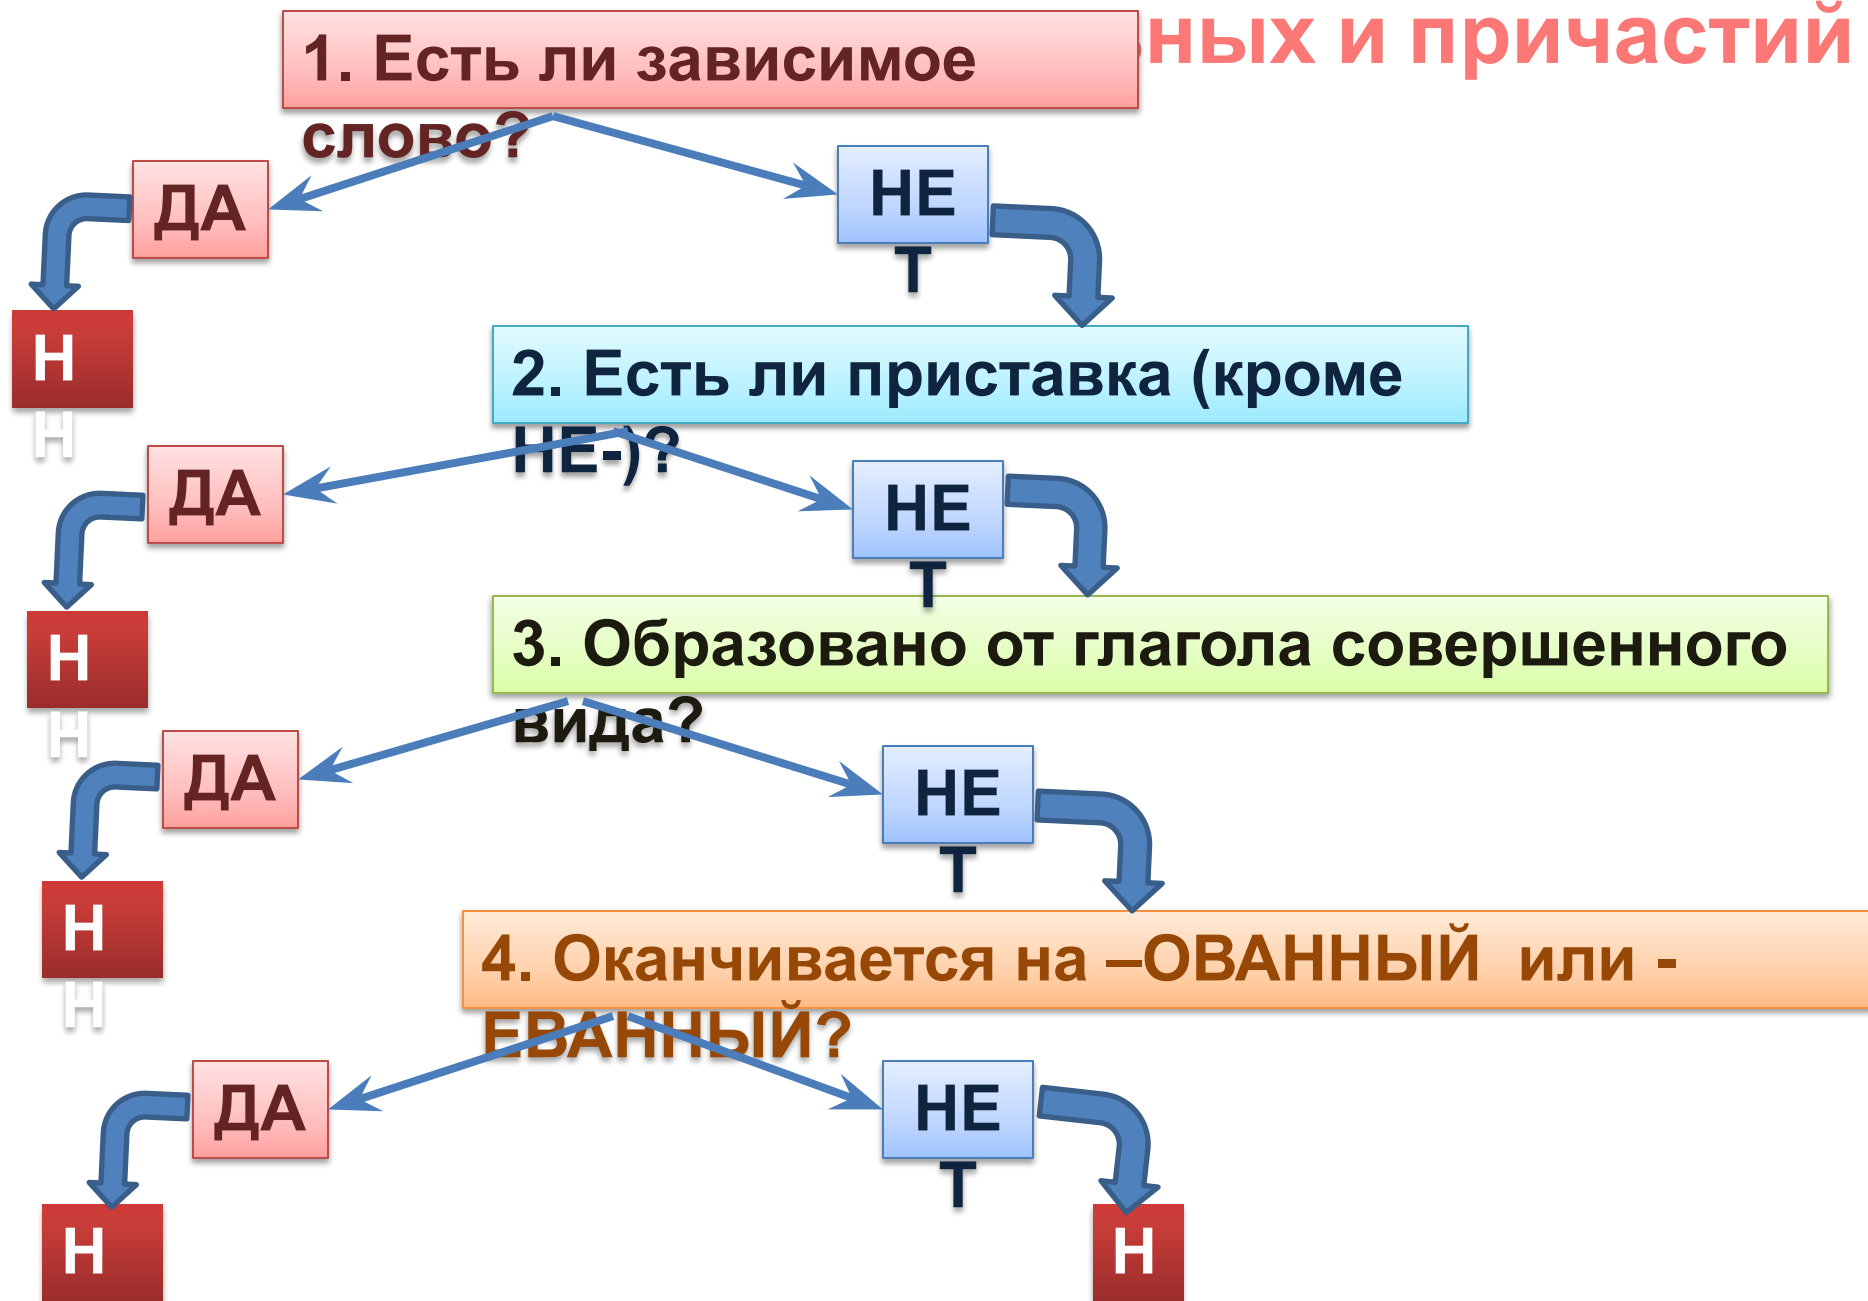 ных и причастий
1. Есть ли зависимое
слово?
ДА
НЕ
Т
Н
Н
2. Есть ли приставка (кроме
НЕ-)?
ДА
НЕ
Т
Н
Н
3. Образовано от глагола совершенного
вида?
ДА
НЕ
Т
Н
Н
4. Оканчивается на –ОВАННЫЙ или -
ЕВАННЫЙ?
ДА
НЕ
Т
Н
Н